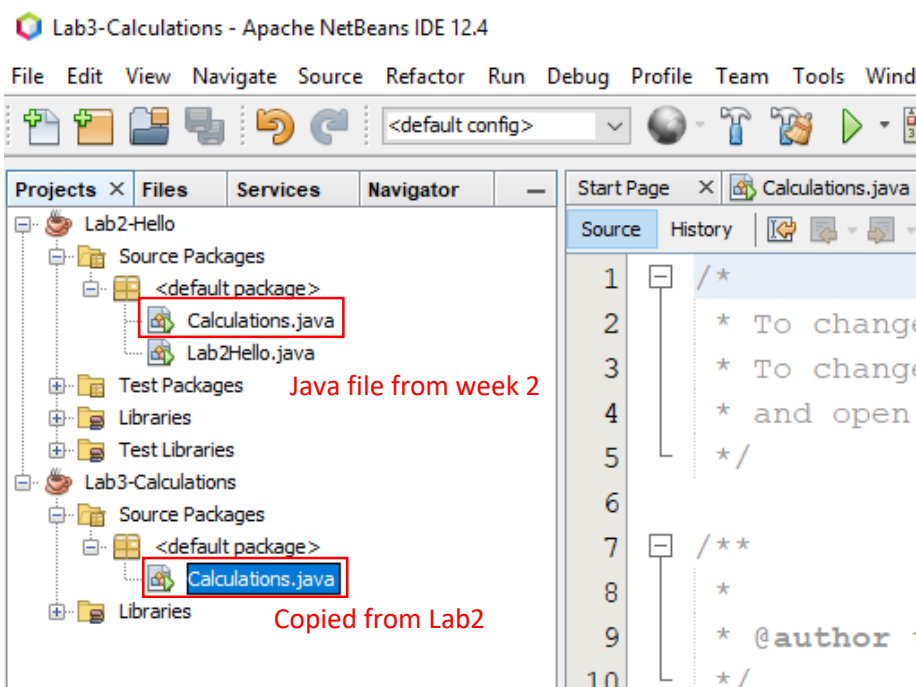 Lab3-Calculations - Apache NetBeans IDE 12.4
File Edit View Navigate Source Refactor Run Debug Profile Team Tools Wind
<default config>
Projects Files Services Navigator
Start Page Calculations.java
Source History
Lab2-Hello
Source Packages
<default package>
Calculations.java
Lab2Hello.java
Test Packages
Java file from week 2
Libraries
Test Libraries
Lab3-Calculations
Source Packages
<default package>
Calculations.java
Libraries
Copied from Lab2
1 /*
2 * To change
3 * To change
4 * and open
5 */
6
7 /**
8 *
9 * @author
10 */